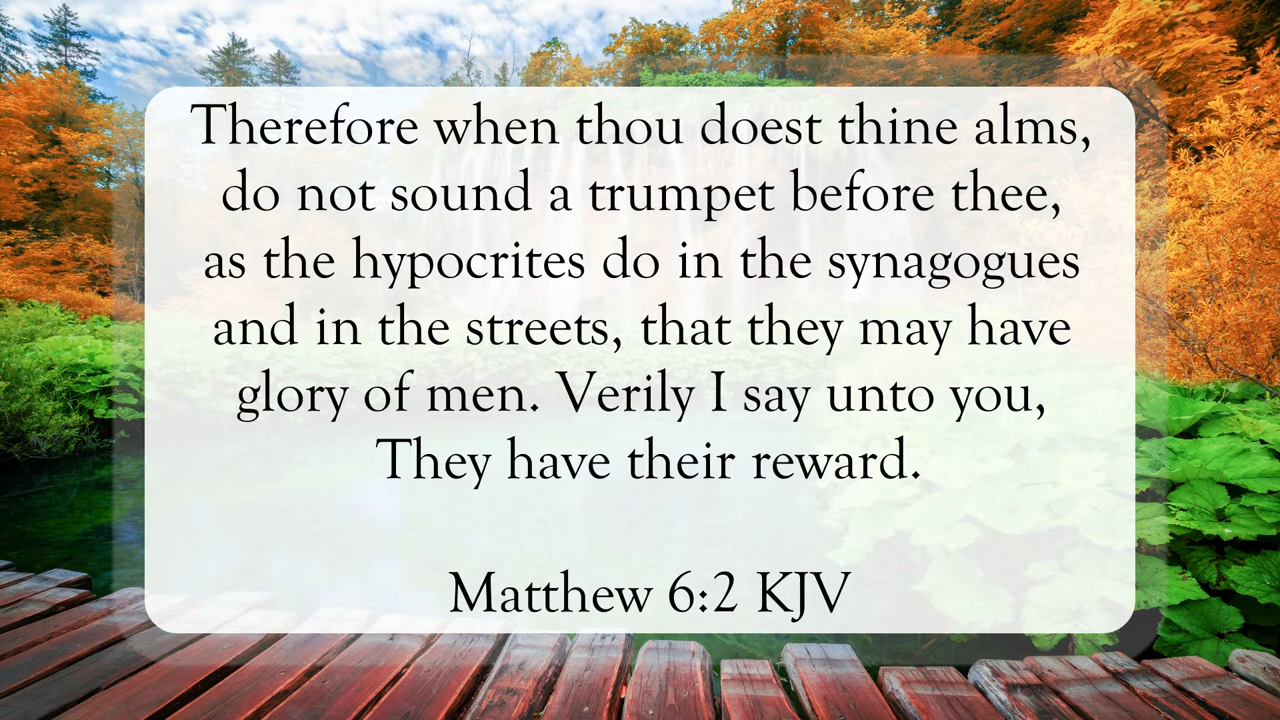 Therefore when thou doest thine alms,
do not sound a trumpet before thee,
as the hypocrites do in the synagogues
and in the streets, that they may have
glory of men. Verily I say unto you,
They have their reward.
Matthew 6:2 KJV